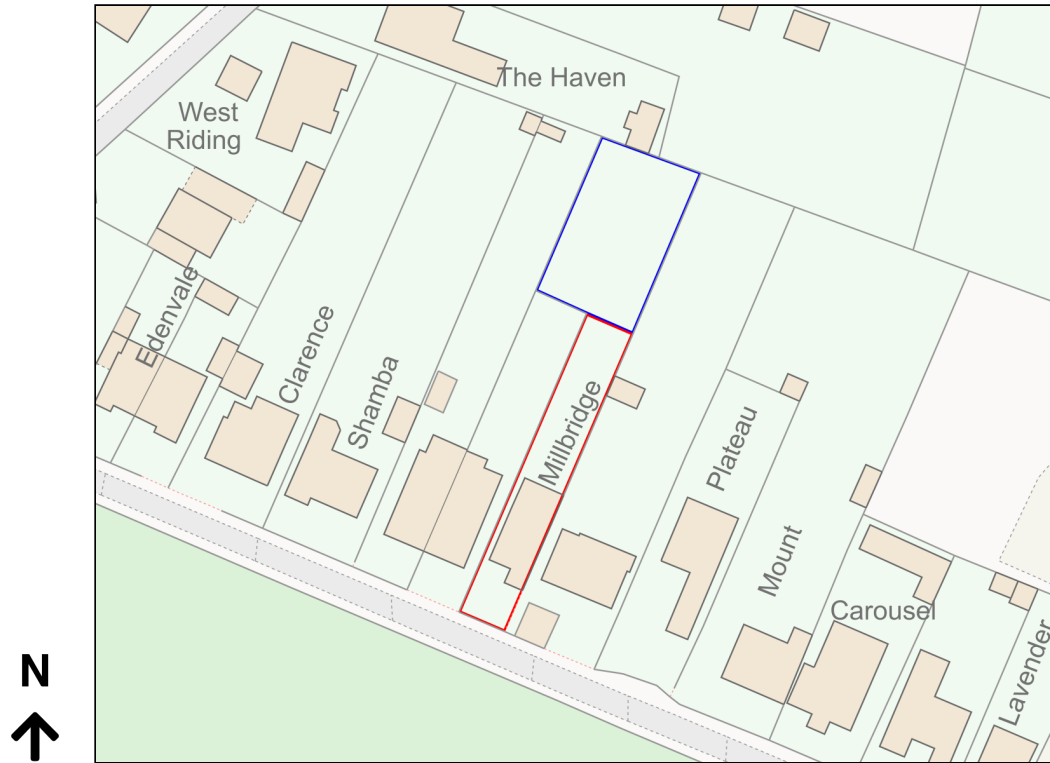 The Haven
West
Riding
Edenvale
Clarence
Shamba
Millbridge
Plateau
Mount
Carousel
Lavender
N